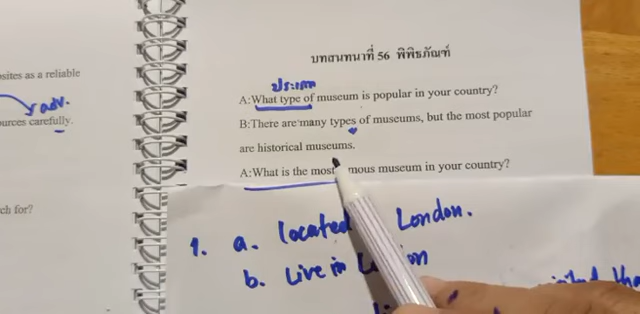 sites as a reliable
adv.
urces carefully.
ch for?
บทสนทนาที่ 56 พิพิธภัณฑ์
ประเภท
A:What type of museum is popular in your country?
B:There are many types of museums, but the most popular
are historical museums.
A:What is the most mous museum in your country?
1. a. located London.
b. Live in on